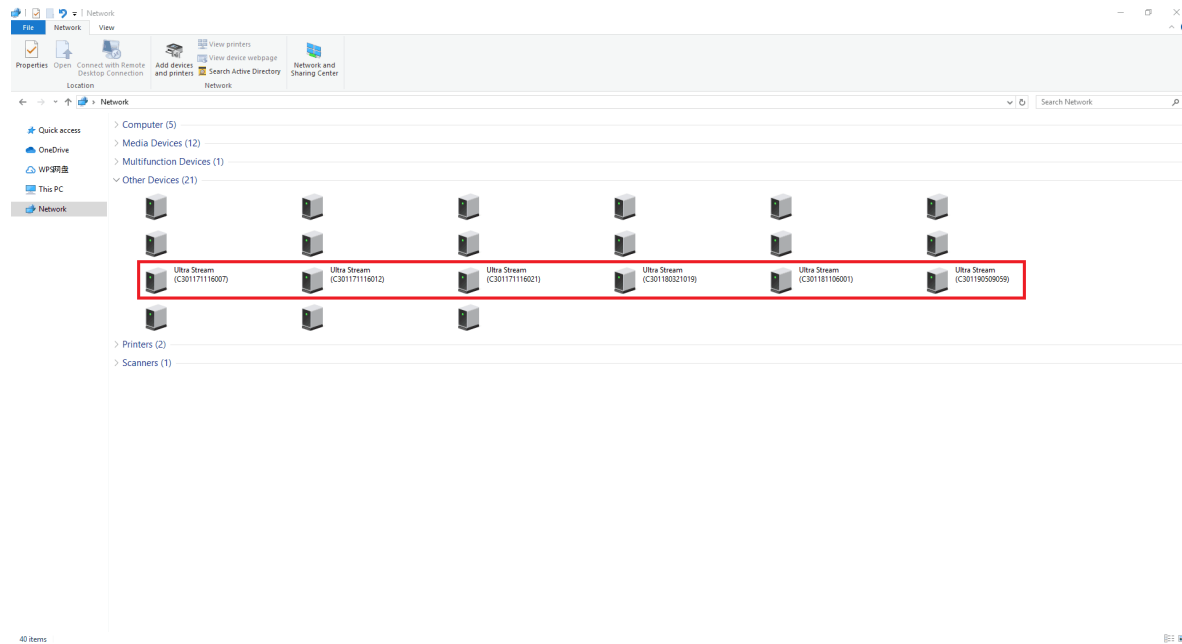 Network
File Network View
Properties Open Connect with Remote Desktop Connection
Location
Add devices and printers
View printers
View device webpage
Search Active Directory
Network
Network and Sharing Center
Network
Search Network
Quick access
OneDrive
WPS网盘
This PC
Network
Computer (5)
Media Devices (12)
Multifunction Devices (1)
Other Devices (21)
Ultra Stream
(C301171116007)
Ultra Stream
(C301171116012)
Ultra Stream
(C301171116021)
Ultra Stream
(C301180321019)
Ultra Stream
(C301181106001)
Ultra Stream
(C301190509059)
Printers (2)
Scanners (1)
40 items